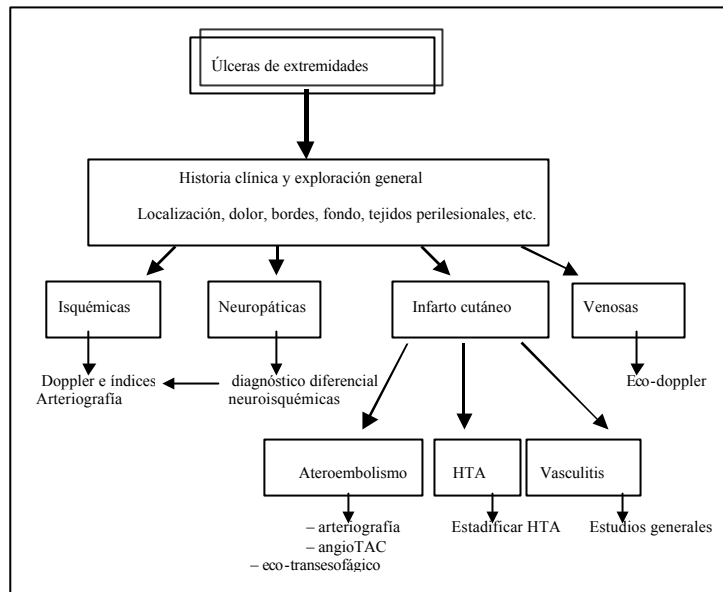 Úlceras de extremidades
Historia clínica y exploración general
Localización, dolor, bordes, fondo, tejidos perilesionales, etc.
Isquémicas
Neuropáticas
Infarto cutáneo
Venosas
Doppler e índices
Arteriografía
diagnóstico diferencial
neuroisquémicas
Eco-doppler
Ateroembolismo
HTA
Vasculitis
– arteriografía
– angioTAC
– eco-transesofágico
Estadificar HTA
Estudios generales